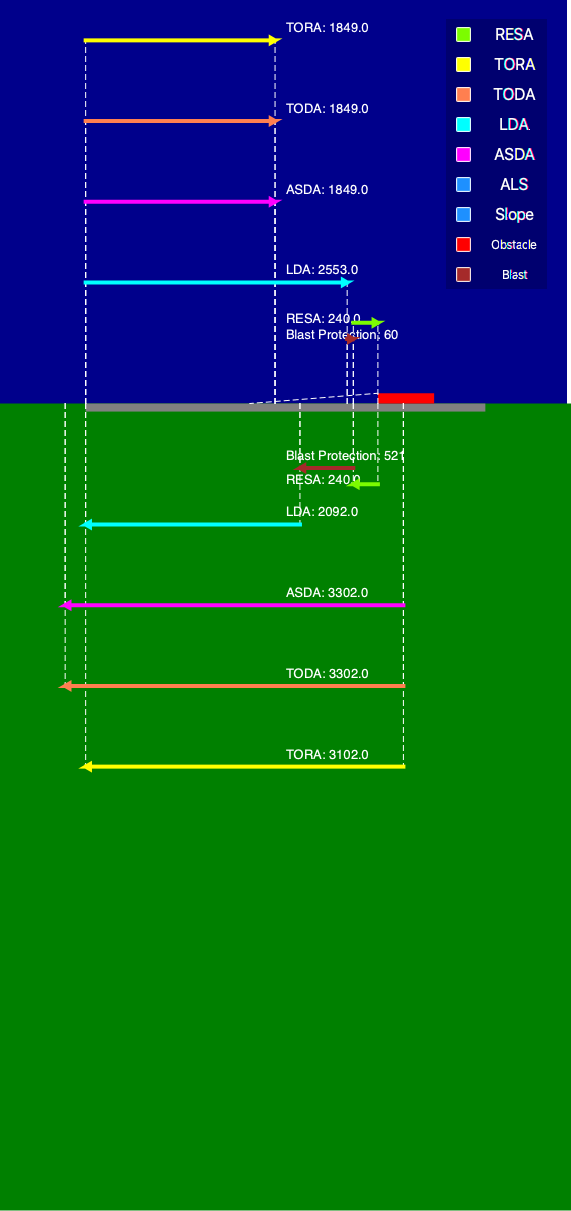 TORA: 1849.0
TODA: 1849.0
ASDA: 1849.0
LDA: 2553.0
RESA: 240.0
Blast Protection: 60
RESA
TORA
TODA
LDA
ASDA
ALS
Slope
Obstacle
Blast
Blast Protection: 521
RESA: 240.0
LDA: 2092.0
ASDA: 3302.0
TODA: 3302.0
TORA: 3102.0